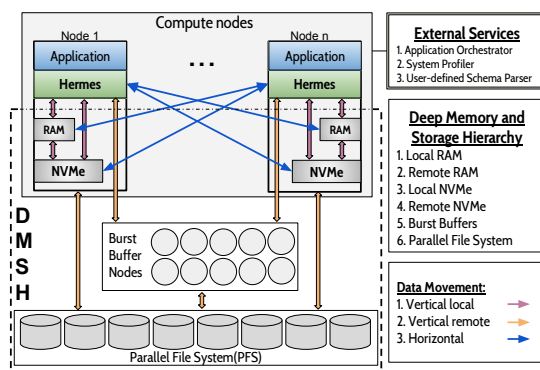 Compute nodes
Node 1
Node n
Application
Application
...
Hermes
Hermes
RAM
RAM
NVMe
NVMe
D
M
S
H
Burst
Buffer
Nodes
Parallel File System(PFS)
External Services
1. Application Orchestrator
2. System Profiler
3. User-defined Schema Parser
Deep Memory and
Storage Hierarchy
1. Local RAM
2. Remote RAM
3. Local NVMe
4. Remote NVMe
5. Burst Buffers
6. Parallel File System
Data Movement:
1. Vertical local
2. Vertical remote
3. Horizontal